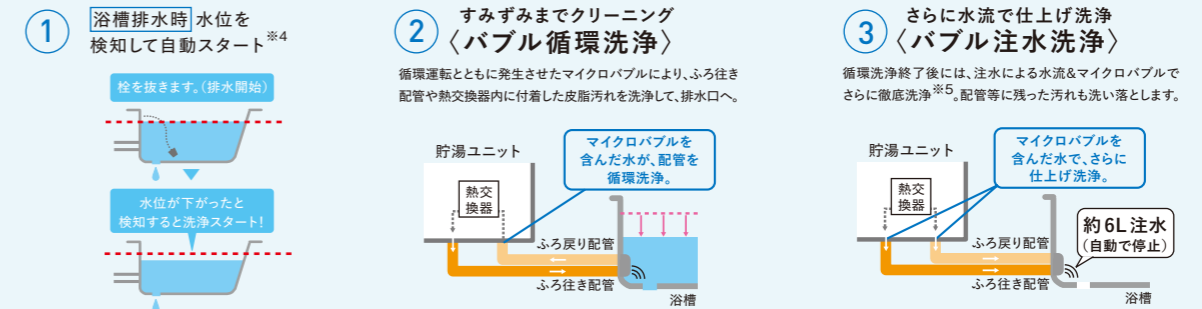 1
浴槽排水時 水位を
検知して自動スタート※4
栓を抜きます。(排水開始)
水位が下がったと
検知すると洗浄スタート!
2
すみずみまでクリーニング
〈バブル循環洗浄〉
循環運転とともに発生させたマイクロバブルにより、ふろ往き
配管や熱交換器内に付着した皮脂汚れを洗浄して、排水口へ。
マイクロバブルを
含んだ水が、配管を
循環洗浄。
貯湯ユニット
熱交
換器
ふろ戻り配管
ふろ往き配管
浴槽
3
さらに水流で仕上げ洗浄
〈バブル注水洗浄〉
循環洗浄終了後には、注水による水流&マイクロバブルで
さらに徹底洗浄※5。配管等に残った汚れも洗い落とします。
マイクロバブルを
含んだ水で、さらに
仕上げ洗浄。
貯湯ユニット
熱交
換器
約6L注水
(自動で停止)
ふろ戻り配管
ふろ往き配管
浴槽